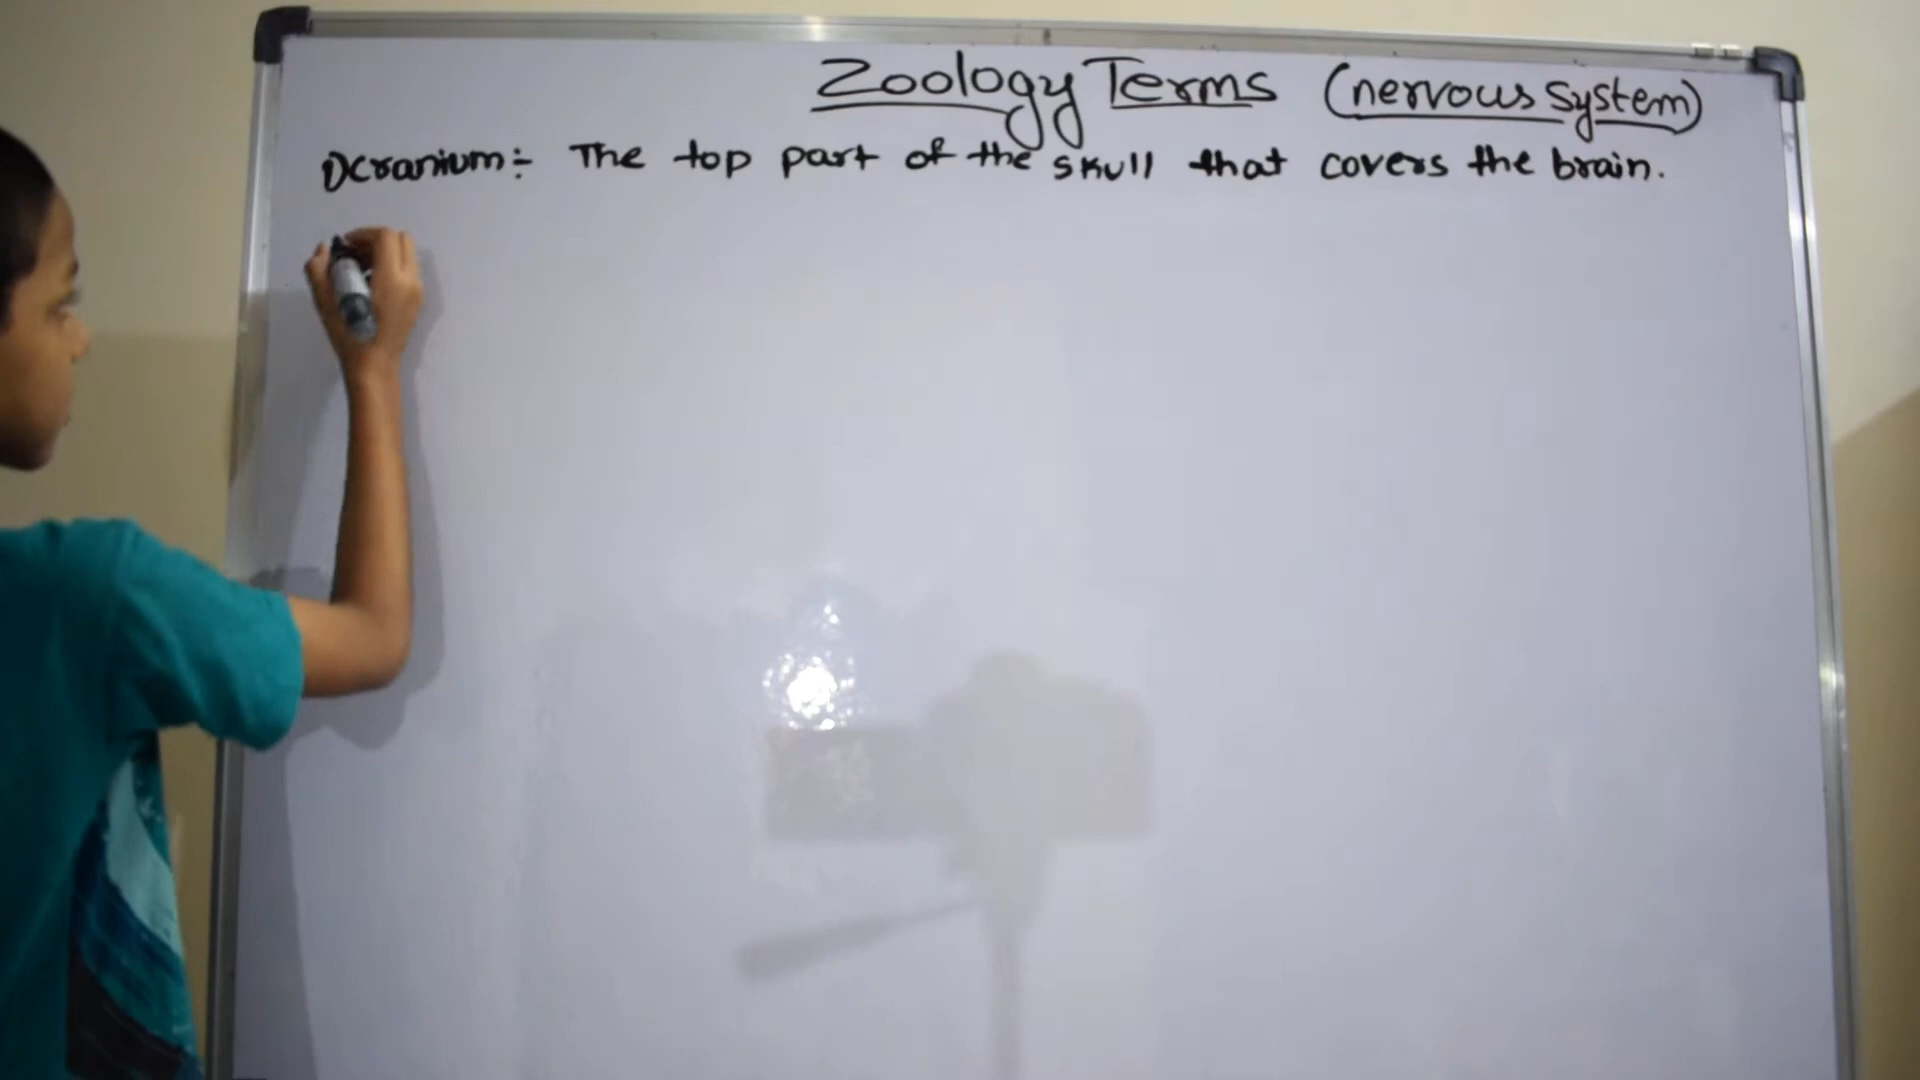 Zoology Terms (nervous system)
1) cranium:- The top part of the skull that covers the brain.